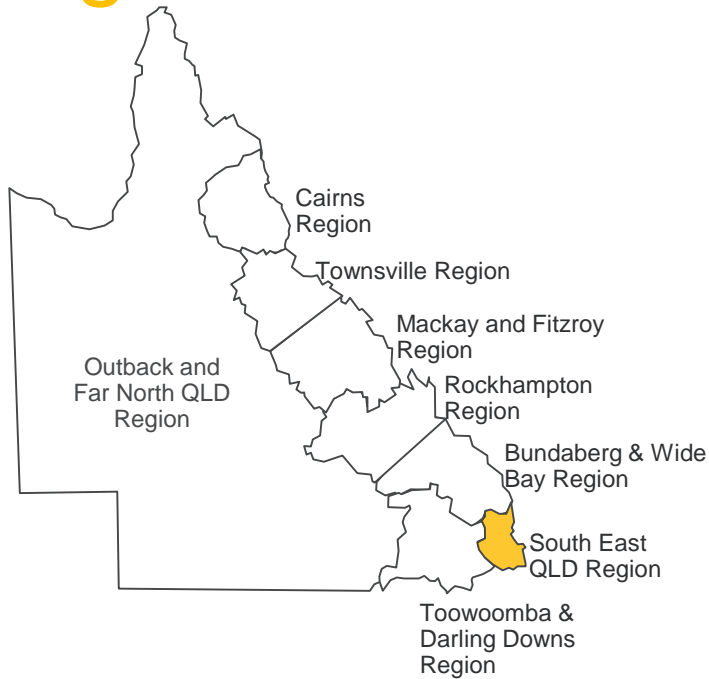 Cairns
Region
Townsville Region
Mackay and Fitzroy
Region
Outback and
Far North QLD
Region
Rockhampton
Region
Bundaberg & Wide
Bay Region
South East
QLD Region
Toowoomba &
Darling Downs
Region